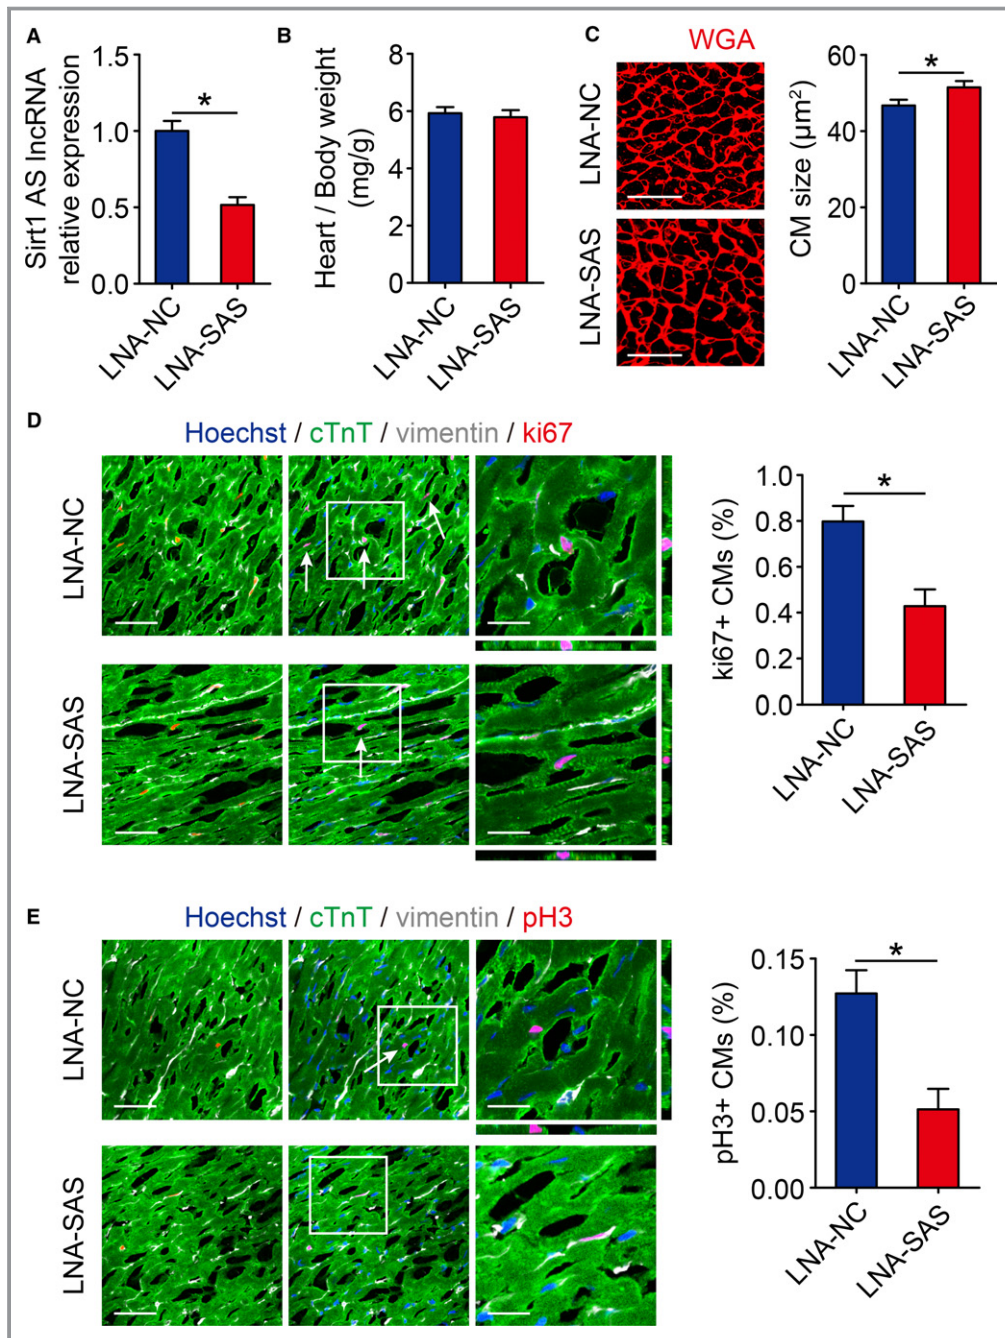 A
Sirt1 AS lncRNA
relative expression
1.5
1.0
0.5
0.0
*
LNA-NC
LNA-SAS
B
Heart / Body weight
(mg/g)
8
6
4
2
0
LNA-NC
LNA-SAS
C
WGA
LNA-NC
LNA-SAS
CM size (µm²)
60
40
20
0
*
LNA-NC
LNA-SAS
D
Hoechst / cTnT / vimentin / ki67
LNA-NC
LNA-SAS
ki67+ CMs (%)
1.0
0.8
0.6
0.4
0.2
0.0
*
LNA-NC
LNA-SAS
E
Hoechst / cTnT / vimentin / pH3
LNA-NC
LNA-SAS
pH3+ CMs (%)
0.15
0.10
0.05
0.00
*
LNA-NC
LNA-SAS